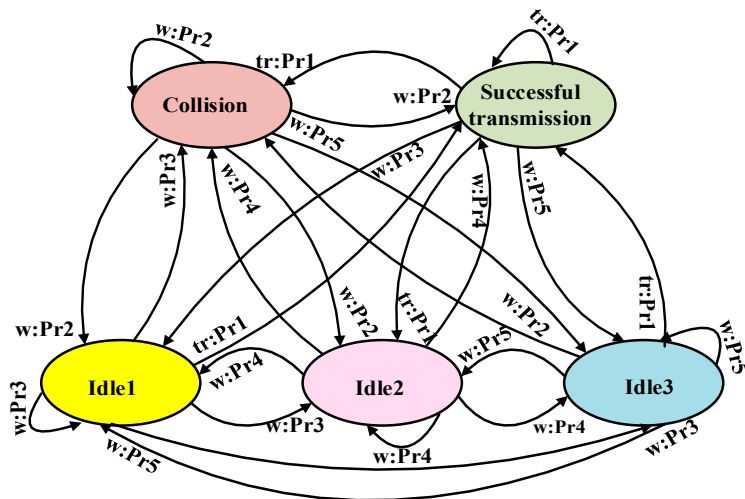 w:Pr2
tr:Pr1
tr:Pr1
Collision
w:Pr2
Successful
transmission
w:Pr5
w:Pr3
w:Pr3
w:Pr4
w:Pr4
w:Pr5
w:Pr2
tr:Pr1
w:Pr2
tr:Pr1
w:Pr2
tr:Pr1
w:Pr5
w:Pr3
Idle1
w:Pr4
Idle2
w:Pr5
Idle3
w:Pr3
w:Pr4
w:Pr3
w:Pr5
w:Pr4